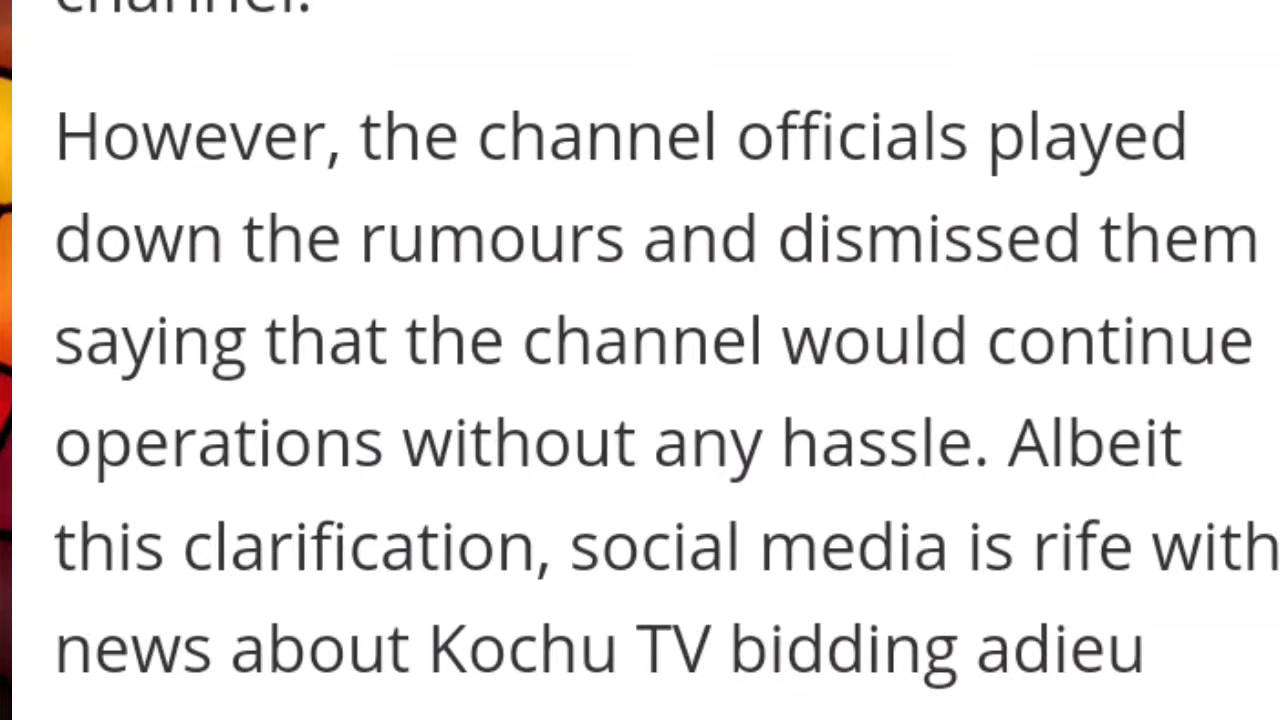 channel.
However, the channel officials played
down the rumours and dismissed them
saying that the channel would continue
operations without any hassle. Albeit
this clarification, social media is rife with
news about Kochu TV bidding adieu